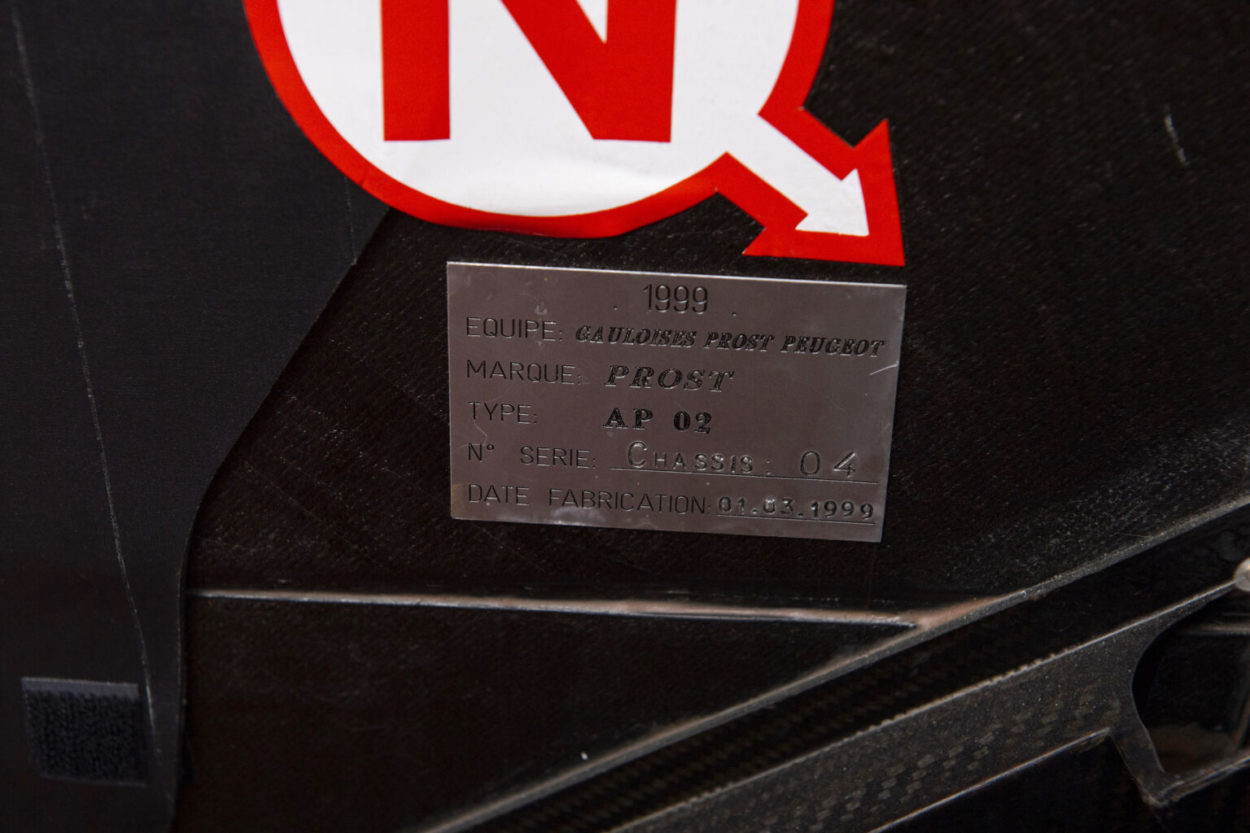 N
1999
EQUIPE: GAULOISES PROST PEUGEOT
MARQUE: PROST
TYPE: AP 02
N° SERIE: CHASSIS: 04
DATE FABRICATION: 01.03.1999